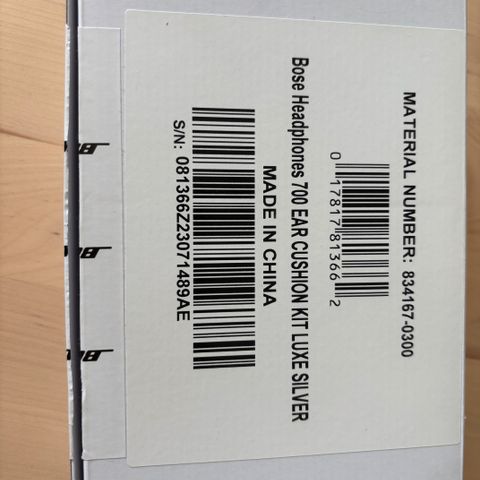 MATERIAL NUMBER: 834167-0300
0 17817 81366 2
Bose Headphones 700 EAR CUSHION KIT LUXE SILVER
MADE IN CHINA
S/N: 081366Z23071489AE